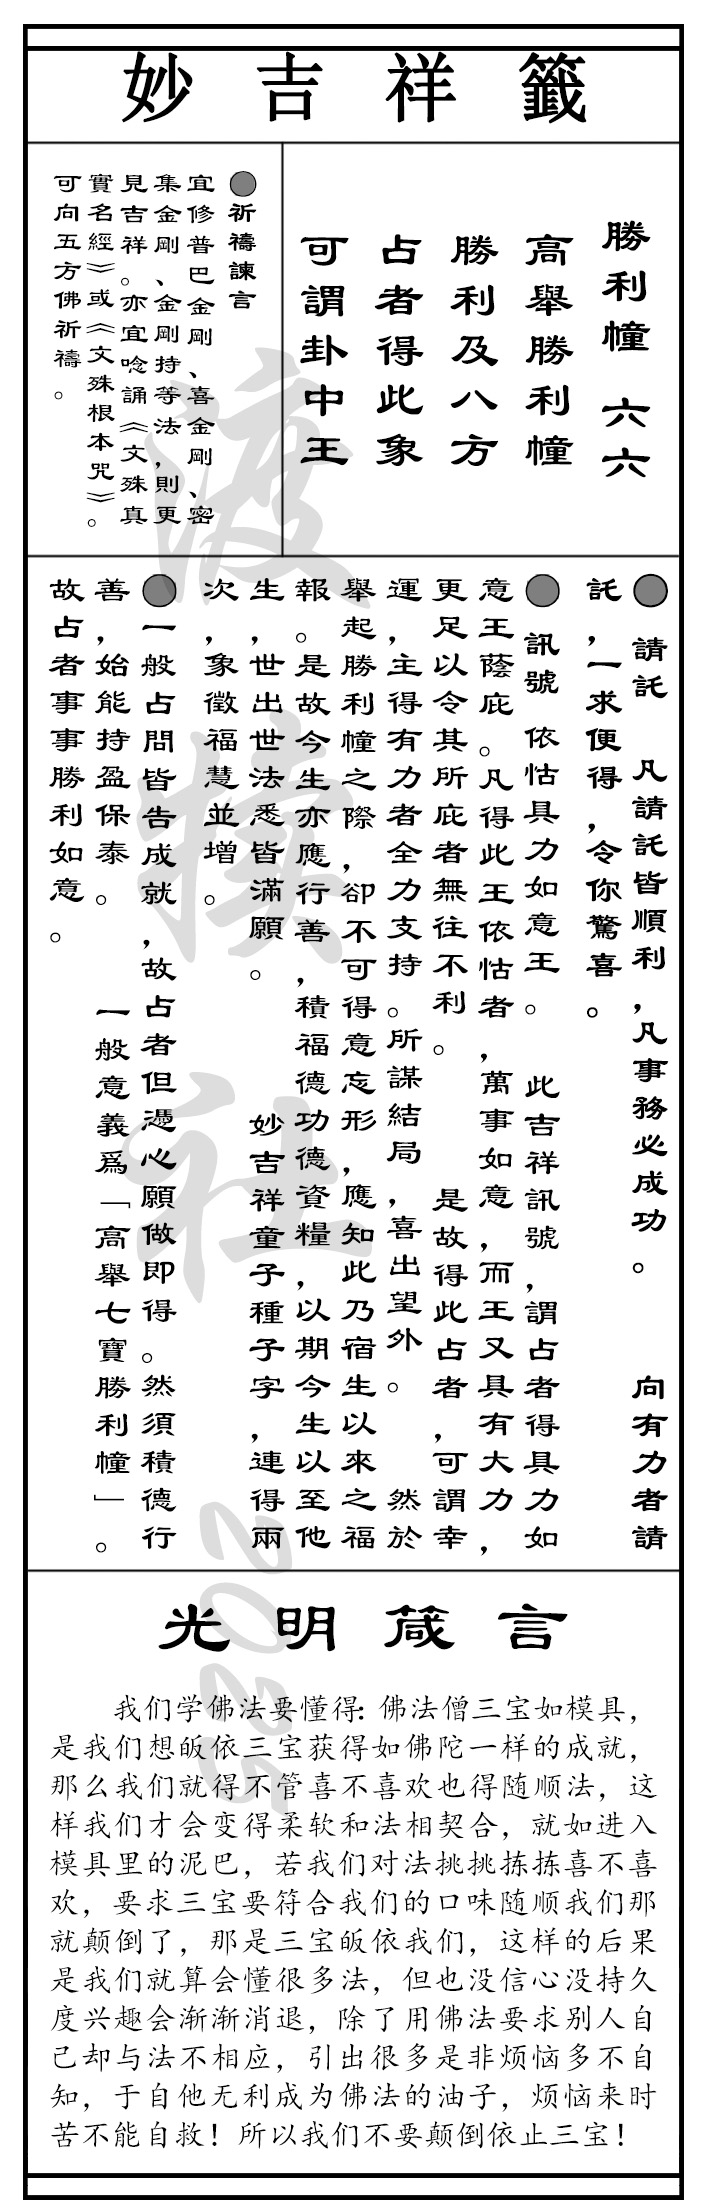 妙吉祥籤
勝利幢 六六
高舉勝利幢
勝利及八方
占者得此象
可謂卦中王
●祈禱諫言
宜修普巴金剛、喜金剛、密
集金剛、金剛持等法,則更
見吉祥。亦宜唸誦《文殊真
實名經》或《文殊根本咒》。
可向五方佛祈禱。
● 請託 凡請託皆順利,凡事務必成功。 向有力者請
託,一求便得,令你驚喜。
● 訊號 依怙具力如意王。 此吉祥訊號,謂占者得具力如
意王蔭庇。凡得此王依怙者,萬事如意,而王又具有大力,
更足以令其所庇者無往不利。 是故得此占者,可謂幸
運,主得有力者全力支持。所謀結局,喜出望外。 然於
舉起勝利幢之際,卻不可得意忘形,應知此乃宿生以來之福
報。是故今生亦應行善,積福德功德資糧,以期今生以至他
生,世出世法悉皆滿願。 妙吉祥童子種子字,連得兩
次,象徵福慧並增。
●一般占問皆告成就,故占者但憑心願做即得。然須積德行
善,始能持盈保泰。 一般意義爲「高舉七寶勝利幢」。
故占者事事勝利如意。
光明箴言
我们学佛法要懂得:佛法僧三宝如模具,
是我们想皈依三宝获得如佛陀一样的成就,
那么我们就得不管喜不喜欢也得随顺法,这
样我们才会变得柔软和法相契合,就如进入
模具里的泥巴,若我们对法挑挑拣拣喜不喜
欢,要求三宝要符合我们的口味随顺我们那
就颠倒了,那是三宝皈依我们,这样的后果
是我们就算会懂很多法,但也没信心没持久
度兴趣会渐渐消退,除了用佛法要求别人自
己却与法不相应,引出很多是非烦恼多不自
知,于自他无利成为佛法的油子,烦恼来时
苦不能自救!所以我们不要颠倒依止三宝!
渡
社
2025